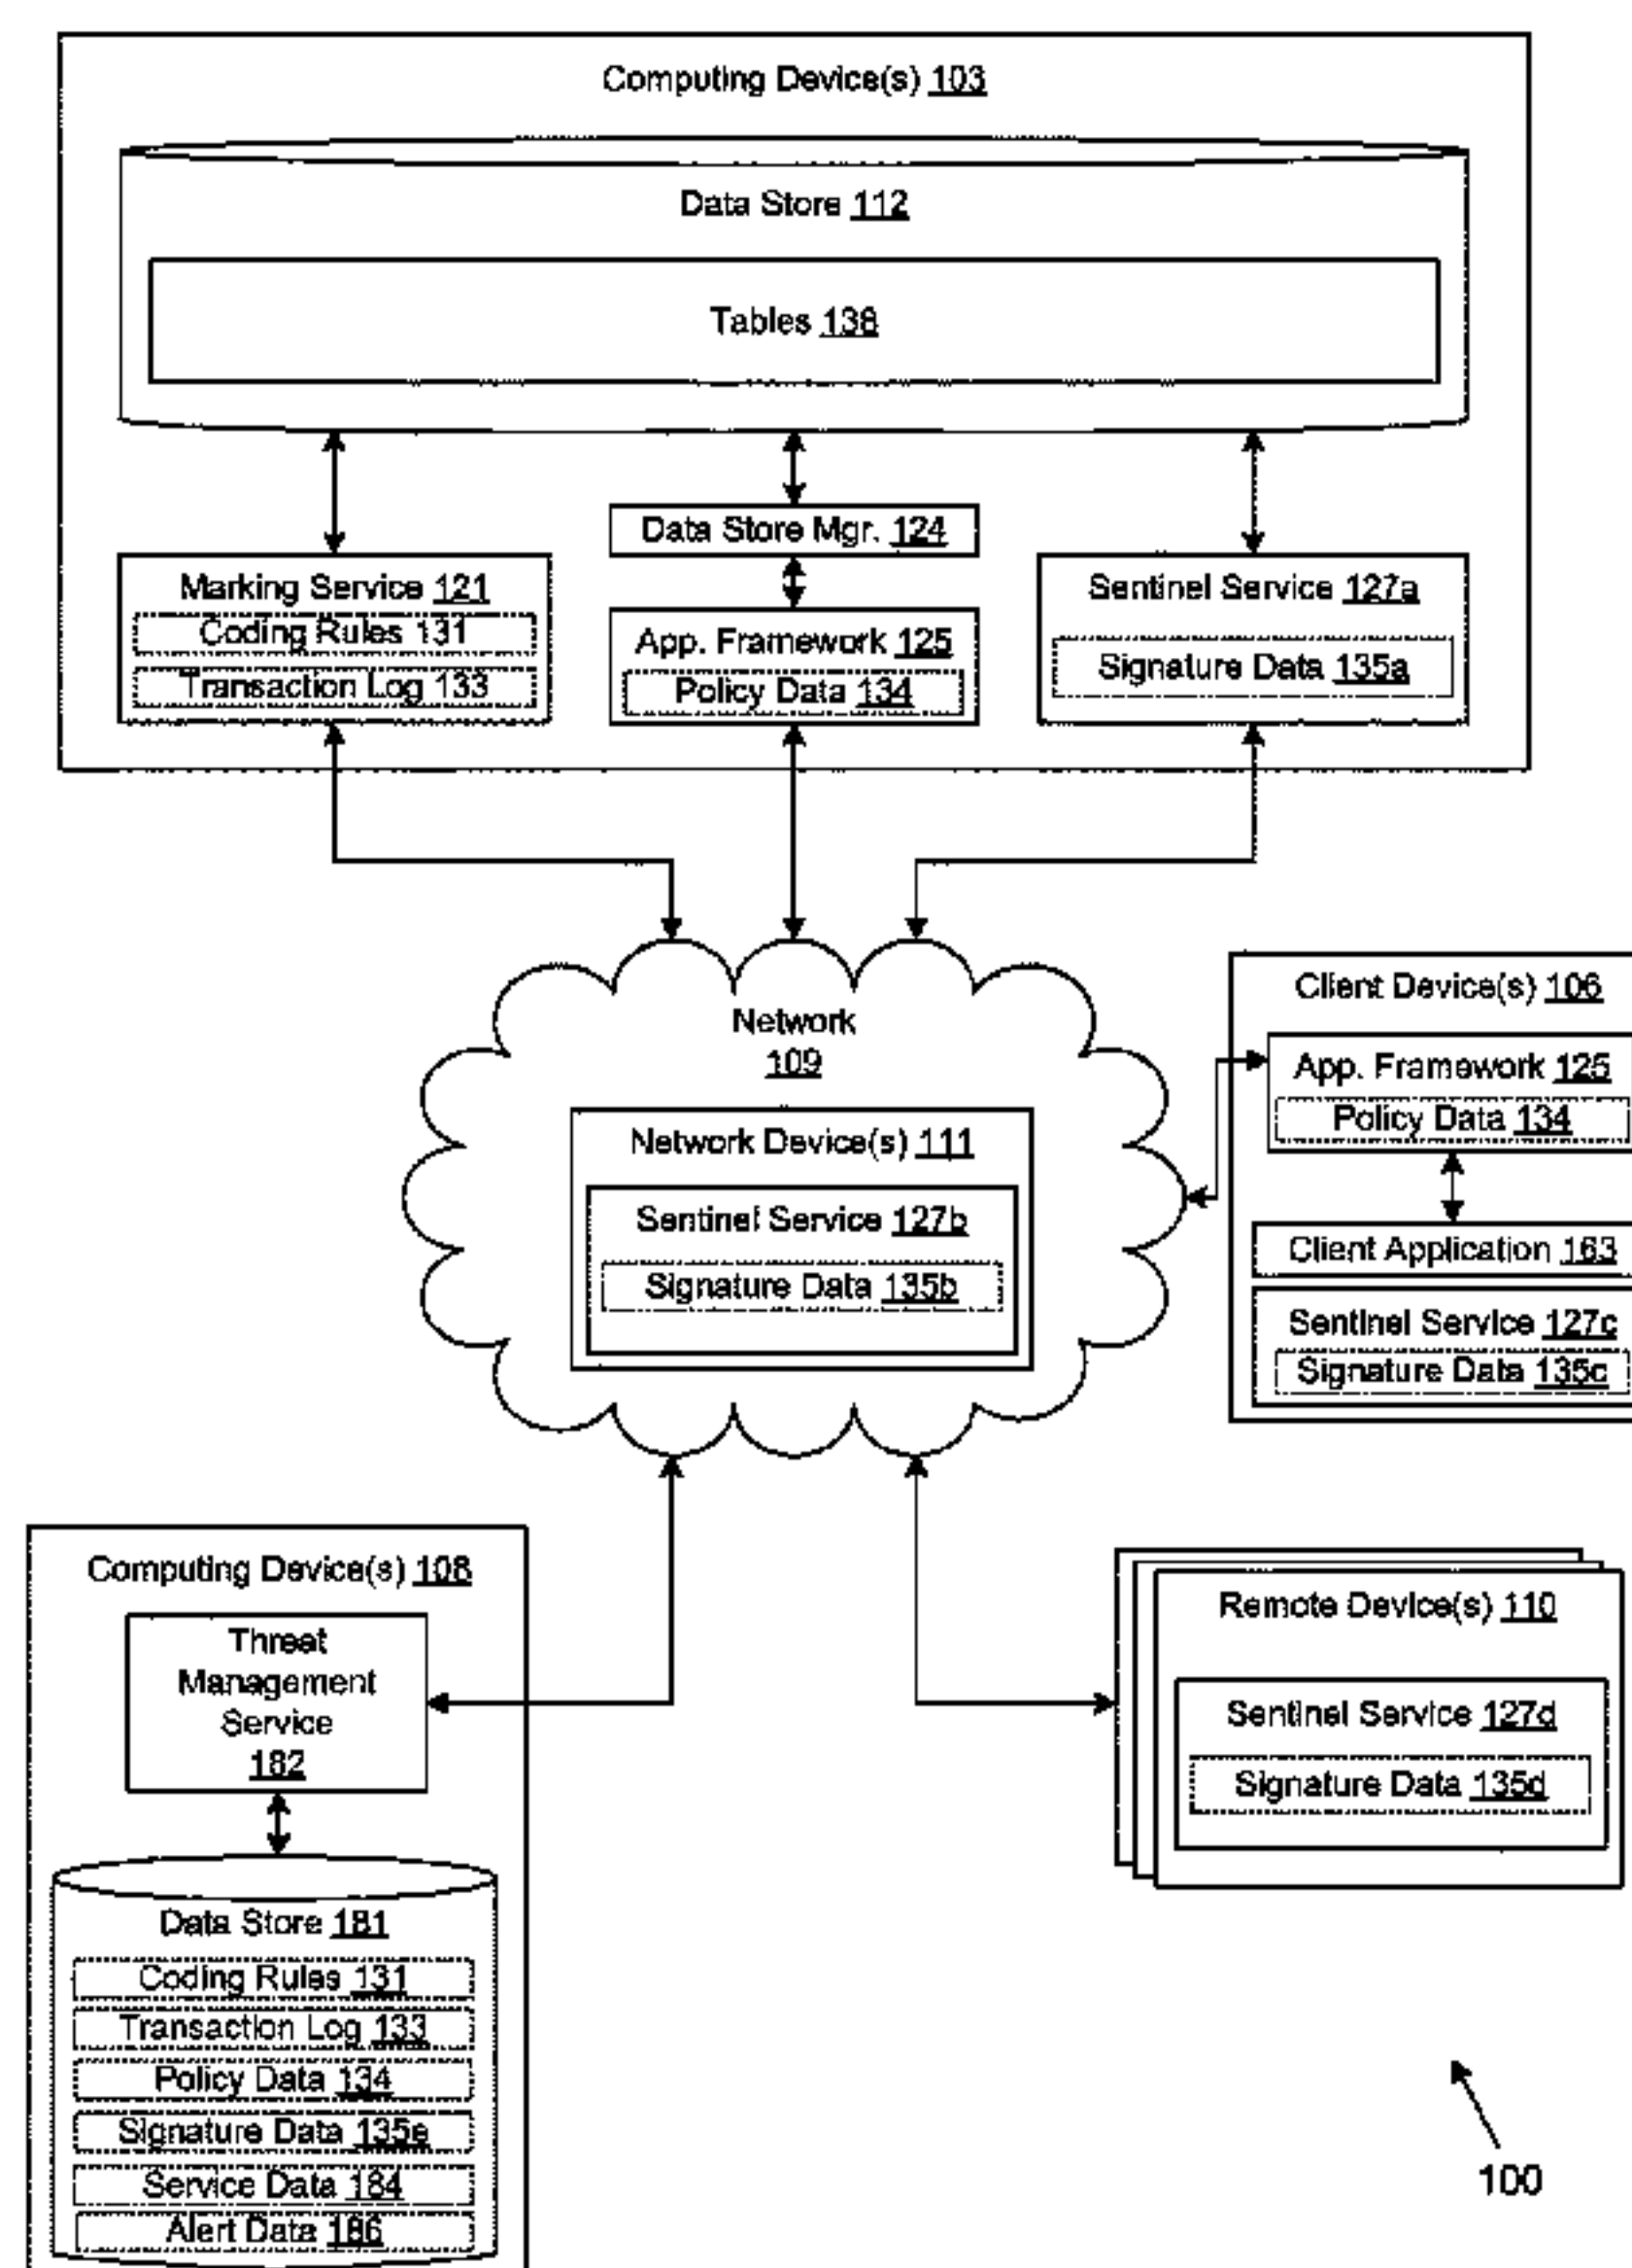 Computing Device(s) 103
Data Store 112
Tables 138
Data Store Mgr. 124
Marking Service 121
Coding Rules 131
Transaction Log 133
App. Framework 125
Policy Data 134
Sentinel Service 127a
Signature Data 135a
Network
109
Network Device(s) 111
Sentinel Service 127b
Signature Data 135b
Client Device(s) 106
App. Framework 125
Policy Data 134
Client Application 163
Sentinel Service 127c
Signature Data 135c
Computing Device(s) 108
Threat
Management
Service
182
Data Store 181
Coding Rules 131
Transaction Log 133
Policy Data 134
Signature Data 135e
Service Data 184
Alert Data 186
Remote Device(s) 110
Sentinel Service 127d
Signature Data 135d
100